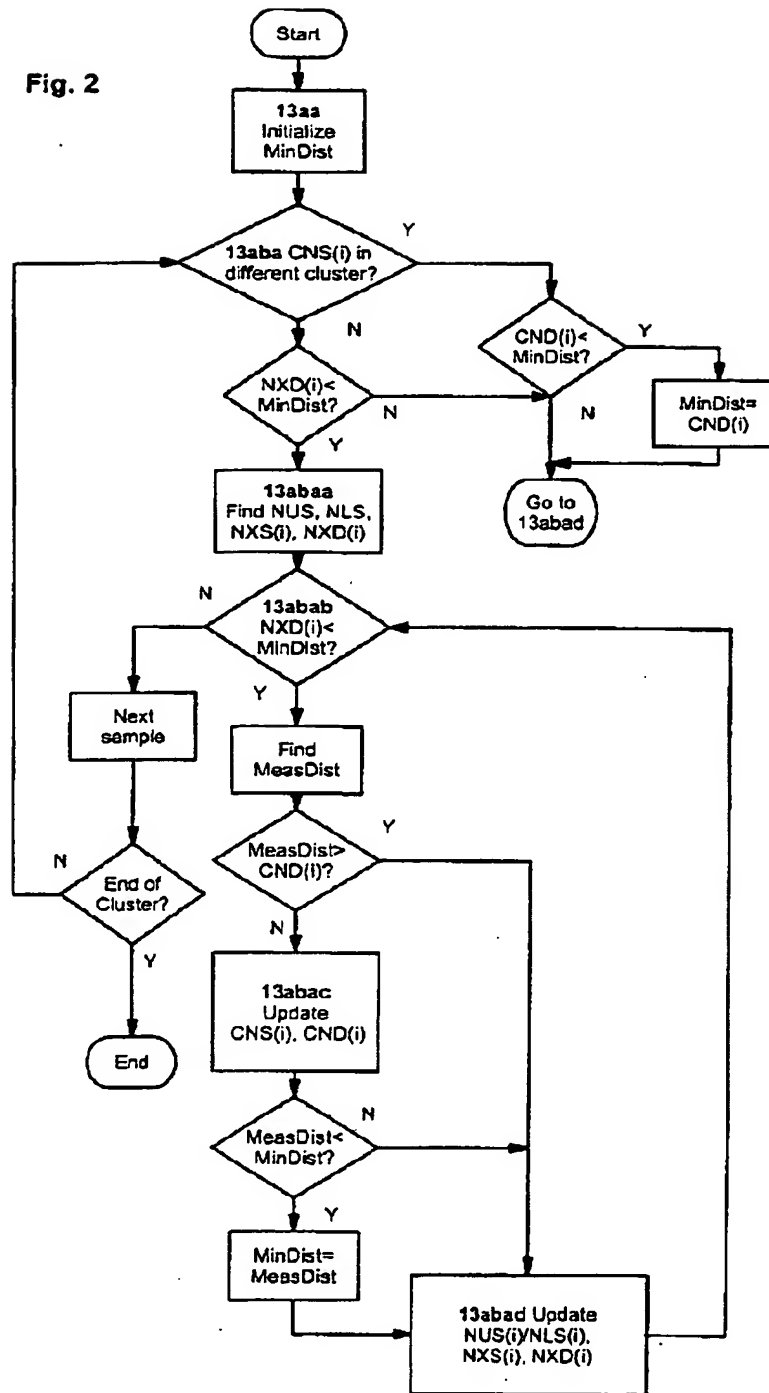 Fig. 2
Start
13aa
Initialize
MinDist
13aba CNS(i) in
different cluster?
Y
N
CND(i)<
MinDist?
Y
N
MinDist=
CND(i)
Go to
13abad
NXD(i)<
MinDist?
N
Y
13abaa
Find NUS, NLS,
NXS(i), NXD(i)
13abab
NXD(i)<
MinDist?
N
Y
Next
sample
End of
Cluster?
N
Y
End
Find
MeasDist
MeasDist>
CND(i)?
Y
N
13abac
Update
CNS(i), CND(i)
MeasDist<
MinDist?
N
Y
MinDist=
MeasDist
13abad Update
NUS(i)/NLS(i),
NXS(i), NXD(i)